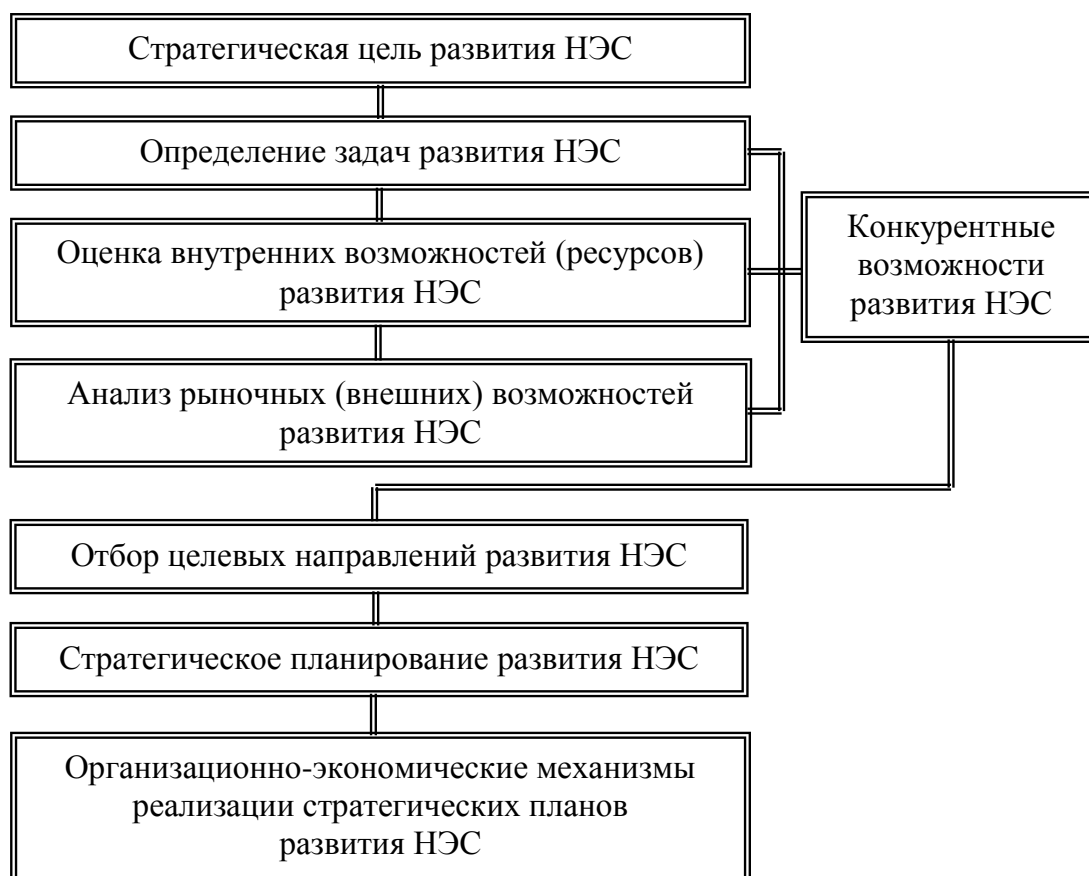 Стратегическая цель развития НЭС
Определение задач развития НЭС
Оценка внутренних возможностей (ресурсов)
развития НЭС
Конкурентные
возможности
развития НЭС
Анализ рыночных (внешних) возможностей
развития НЭС
Отбор целевых направлений развития НЭС
Стратегическое планирование развития НЭС
Организационно-экономические механизмы
реализации стратегических планов
развития НЭС